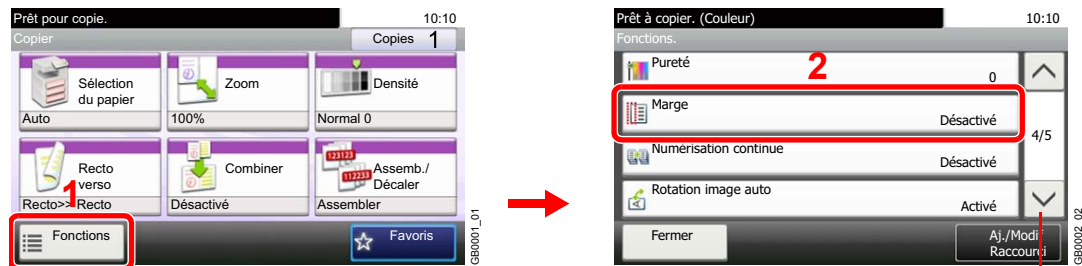 Prêt pour copie.
10:10
Copier
Copies 1
Sélection
du papier
Auto
Zoom
100%
Densité
Normal 0
Recto
verso
Recto>> Recto
Combiner
Désactivé
Assemb./
Décaler
Assembler
1
Fonctions
Favoris
GB0001_01
Prêt à copier. (Couleur)
10:10
Fonctions.
Pureté
0
2
Marge
Désactivé
4/5
Numérisation continue
Désactivé
Rotation image auto
Activé
Fermer
Aj./Modif
Raccourci
GB0002_02
123123
112233